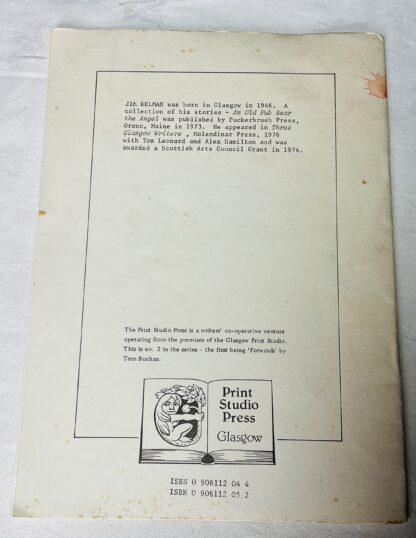 JIM KELMAN was born in Glasgow in 1946. A
collection of his stories - An Old Pub Near
the Angel was published by Puckerbrush Press,
Orono, Maine in 1973. He appeared in Three
Glasgow Writers , Molendinar Press, 1976
with Tom Leonard and Alex Hamilton and was
awarded a Scottish Arts Council Grant in 1974.
The Print Studio Press is a writers' co-operative venture
operating from the premises of the Glasgow Print Studio.
This is no. 2 in the series - the first being 'Forwords' by
Tom Buchan.
Print
Studio
Press
Glasgow
ISBN 0 906112 04 4
ISBN 0 906112 05 2